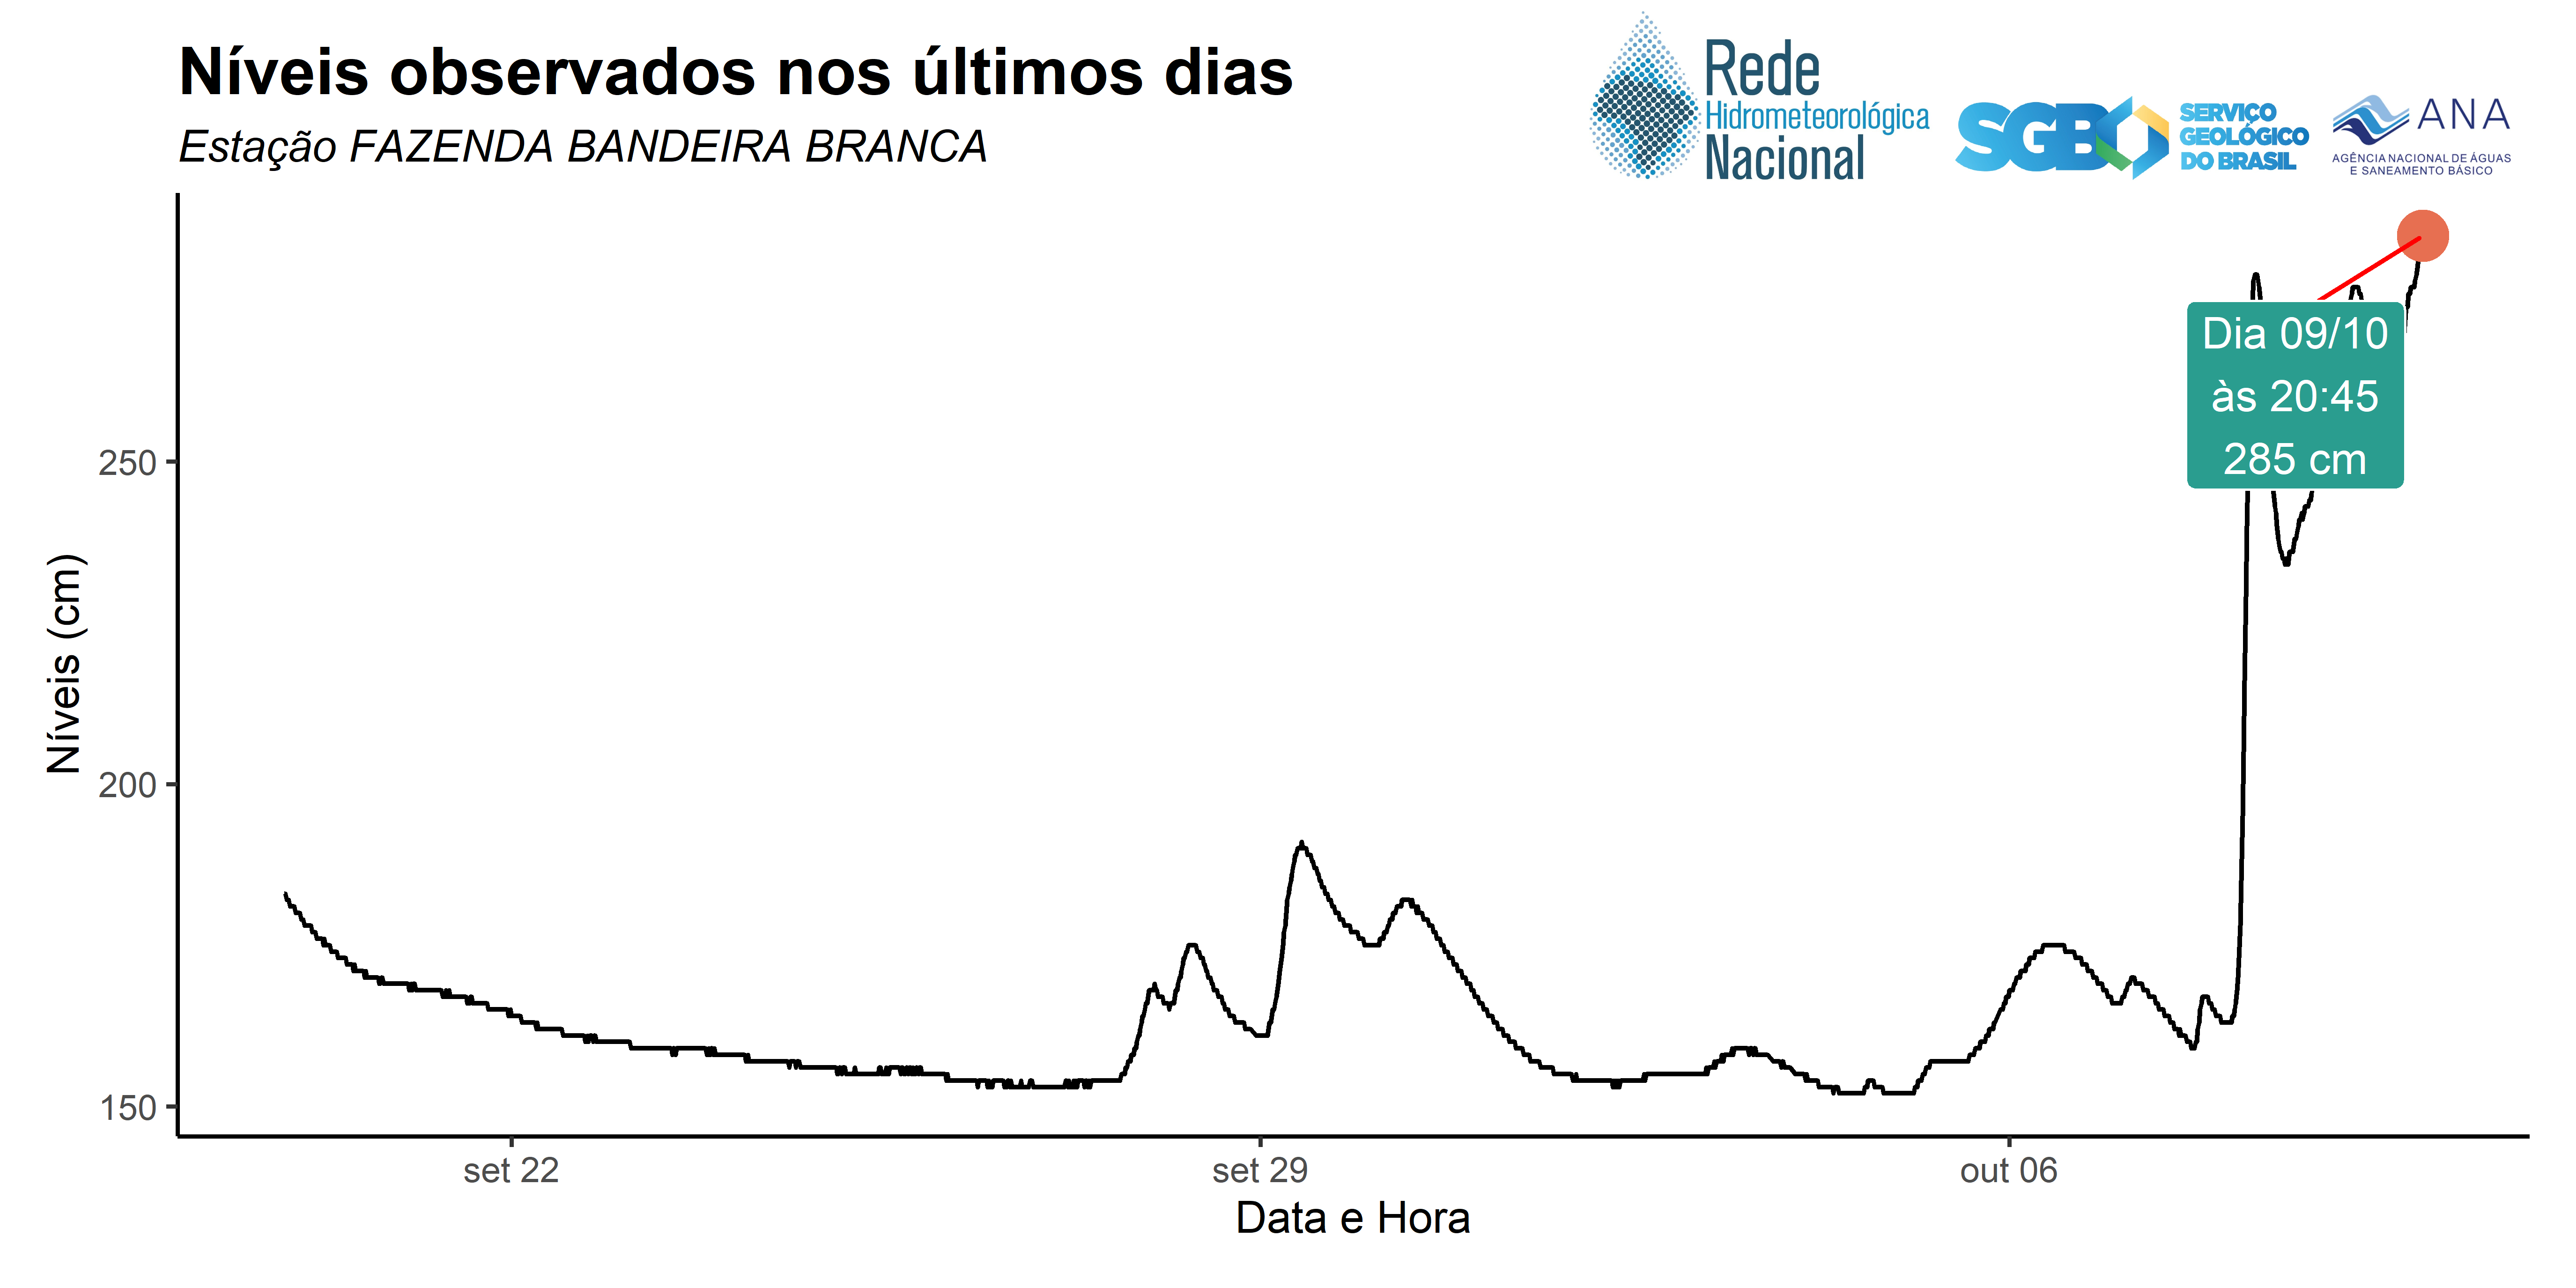 Níveis observados nos últimos dias
Estação FAZENDA BANDEIRA BRANCA
Rede
Hidrometeorológica
Nacional
SGB
SERVIÇO
GEOLÓGICO
DO BRASIL
ANA
AGÊNCIA NACIONAL DE ÁGUAS
E SANEAMENTO BÁSICO
Dia 09/10
às 20:45
285 cm
Níveis (cm)
250
200
150
set 22
set 29
out 06
Data e Hora